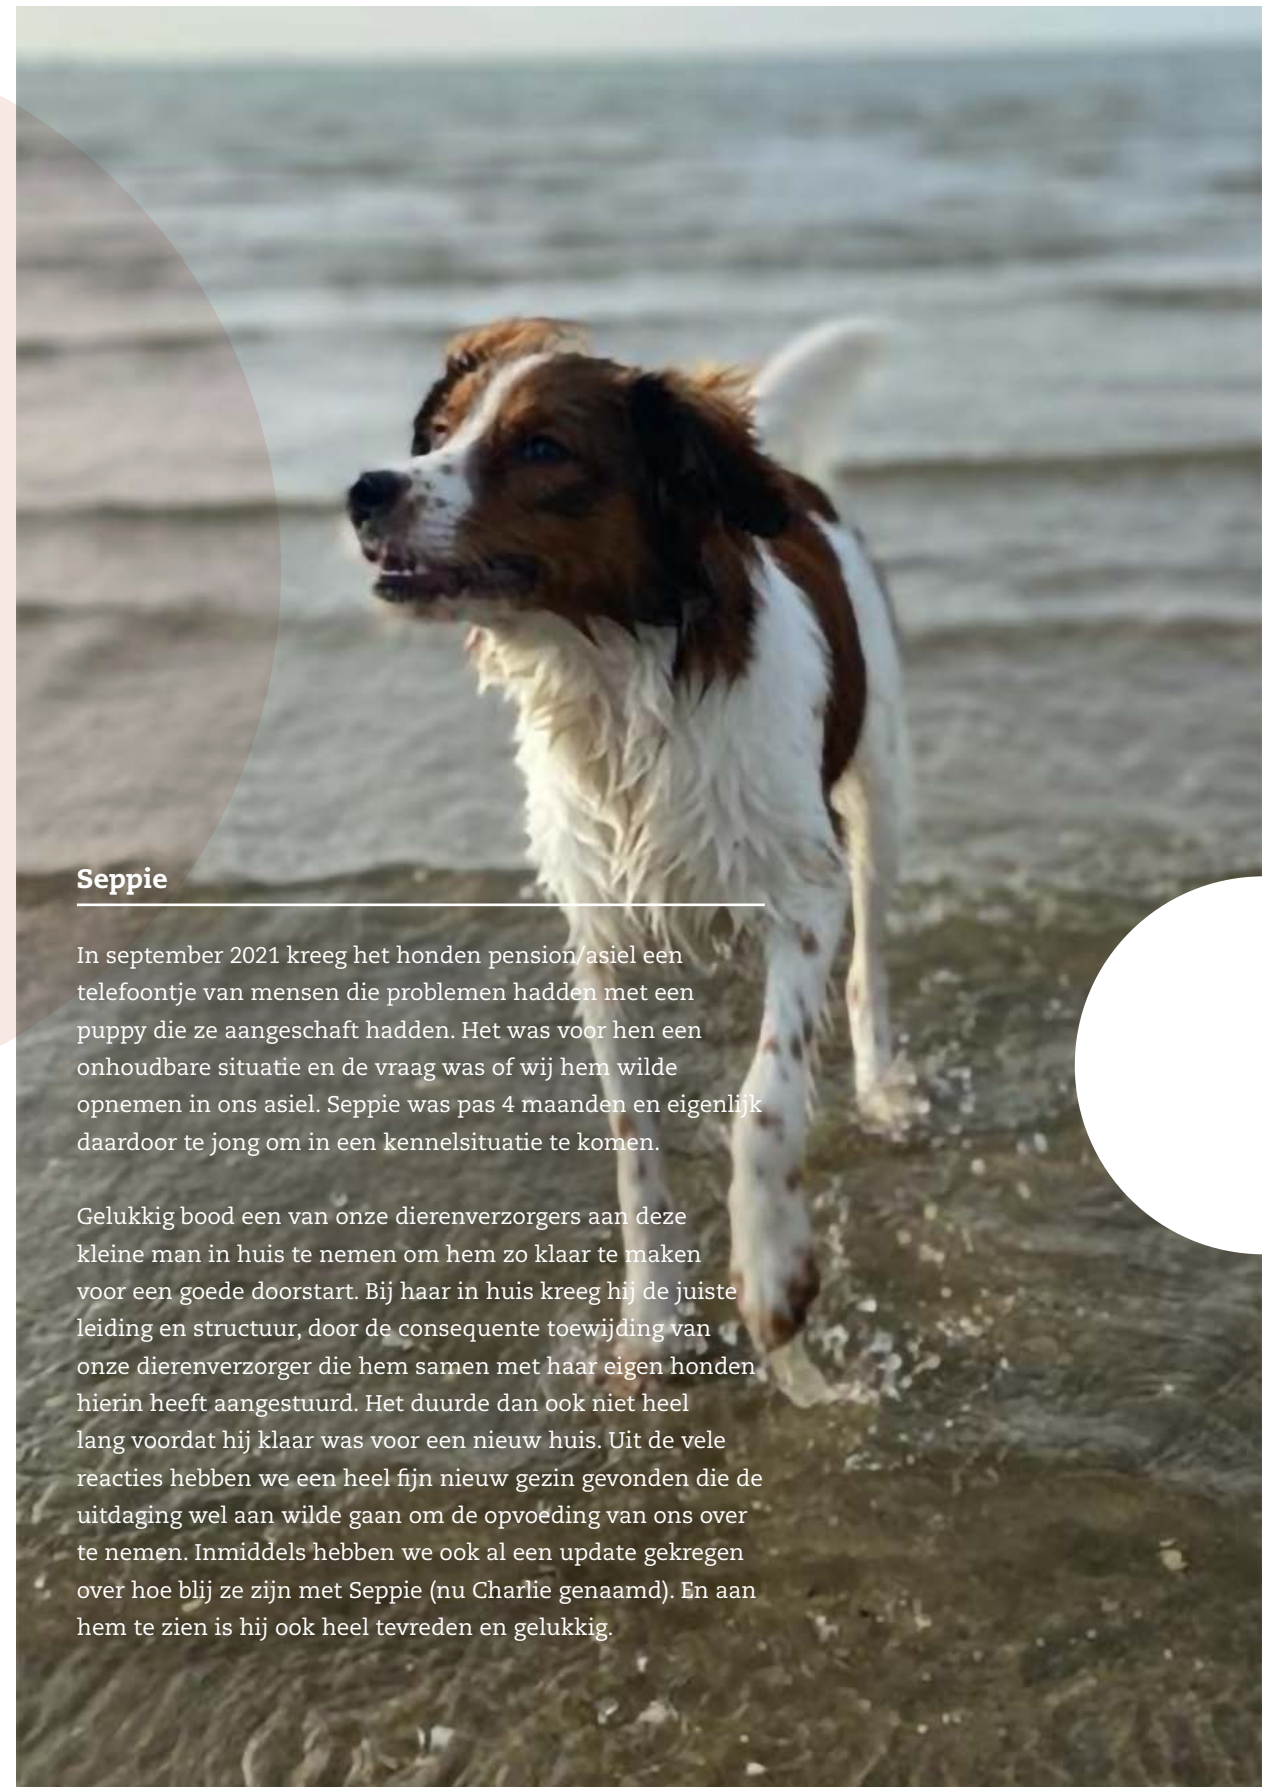 Seppie
In september 2021 kreeg het honden pension/asiel een
telefoontje van mensen die problemen hadden met een
puppy die ze aangeschaft hadden. Het was voor hen een
onhoudbare situatie en de vraag was of wij hem wilde
opnemen in ons asiel. Seppie was pas 4 maanden en eigenlijk
daardoor te jong om in een kennelsituatie te komen.
Gelukkig bood een van onze dierenverzorgers aan deze
kleine man in huis te nemen om hem zo klaar te maken
voor een goede doorstart. Bij haar in huis kreeg hij de juiste
leiding en structuur, door de consequente toewijding van
onze dierenverzorger die hem samen met haar eigen honden
hierin heeft aangestuurd. Het duurde dan ook niet heel
lang voordat hij klaar was voor een nieuw huis. Uit de vele
reacties hebben we een heel fijn nieuw gezin gevonden die de
uitdaging wel aan wilde gaan om de opvoeding van ons over
te nemen. Inmiddels hebben we ook al een update gekregen
over hoe blij ze zijn met Seppie (nu Charlie genaamd). En aan
hem te zien is hij ook heel tevreden en gelukkig.